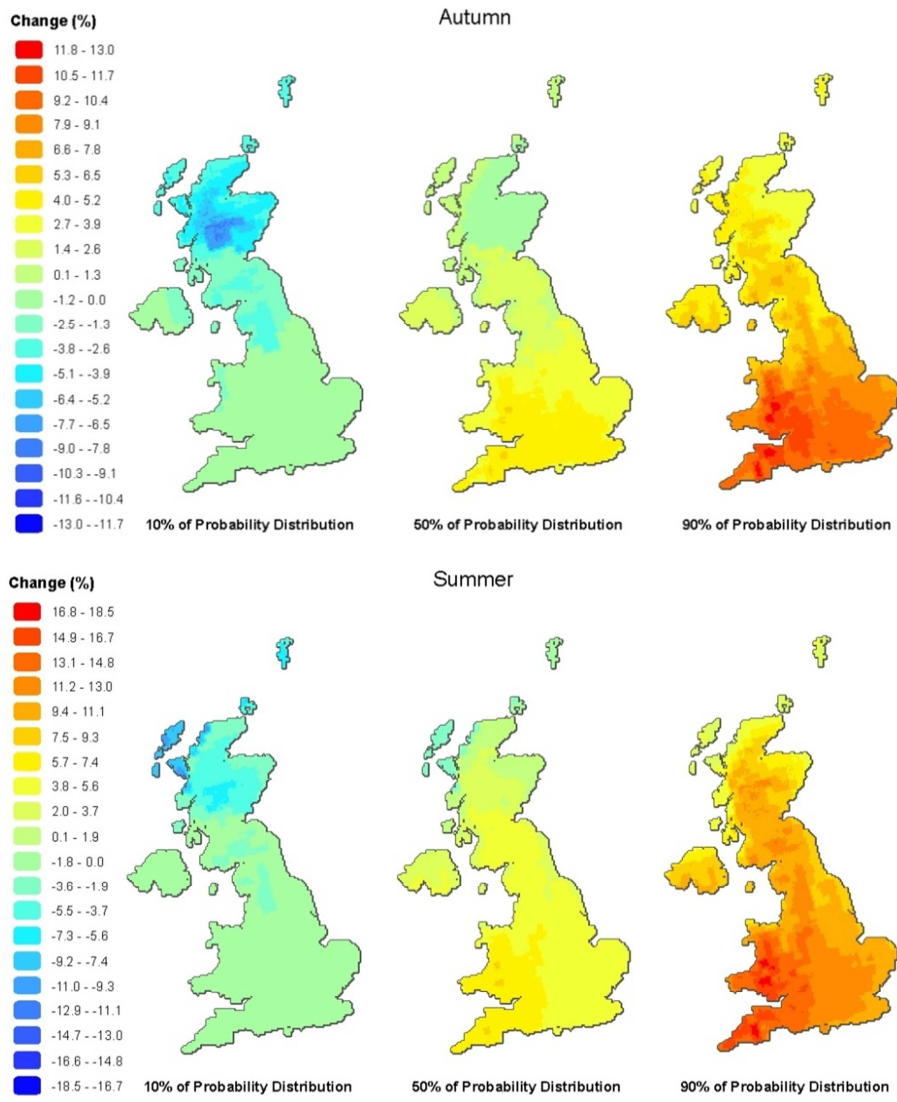 Autumn
Change (%)
11.8 - 13.0
10.5 - 11.7
9.2 - 10.4
7.9 - 9.1
6.6 - 7.8
5.3 - 6.5
4.0 - 5.2
2.7 - 3.9
1.4 - 2.6
0.1 - 1.3
-1.2 - 0.0
-2.5 - -1.3
-3.8 - -2.6
-5.1 - -3.9
-6.4 - -5.2
-7.7 - -6.5
-9.0 - -7.8
-10.3 - -9.1
-11.6 - -10.4
-13.0 - -11.7
10% of Probability Distribution
50% of Probability Distribution
90% of Probability Distribution
Summer
Change (%)
16.8 - 18.5
14.9 - 16.7
13.1 - 14.8
11.2 - 13.0
9.4 - 11.1
7.5 - 9.3
5.7 - 7.4
3.8 - 5.6
2.0 - 3.7
0.1 - 1.9
-1.8 - 0.0
-3.6 - -1.9
-5.5 - -3.7
-7.3 - -5.6
-9.2 - -7.4
-11.0 - -9.3
-12.9 - -11.1
-14.7 - -13.0
-16.6 - -14.8
-18.5 - -16.7
10% of Probability Distribution
50% of Probability Distribution
90% of Probability Distribution